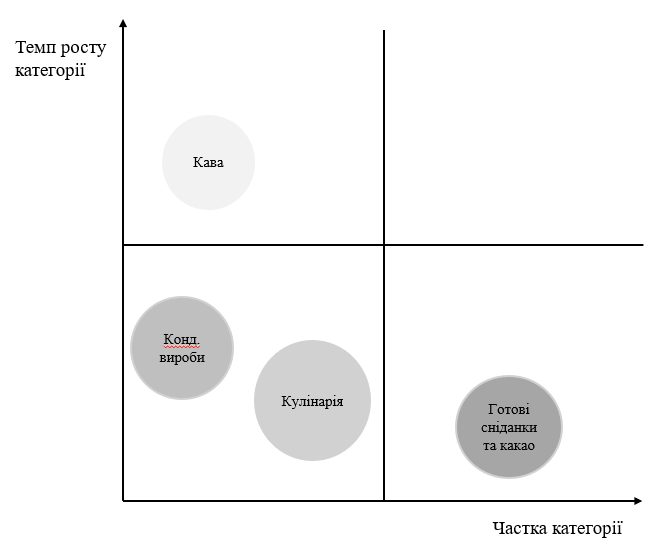 Темп росту
категорії
Кава
Конд.
вироби
Кулінарія
Готові
сніданки
та какао
Частка категорії